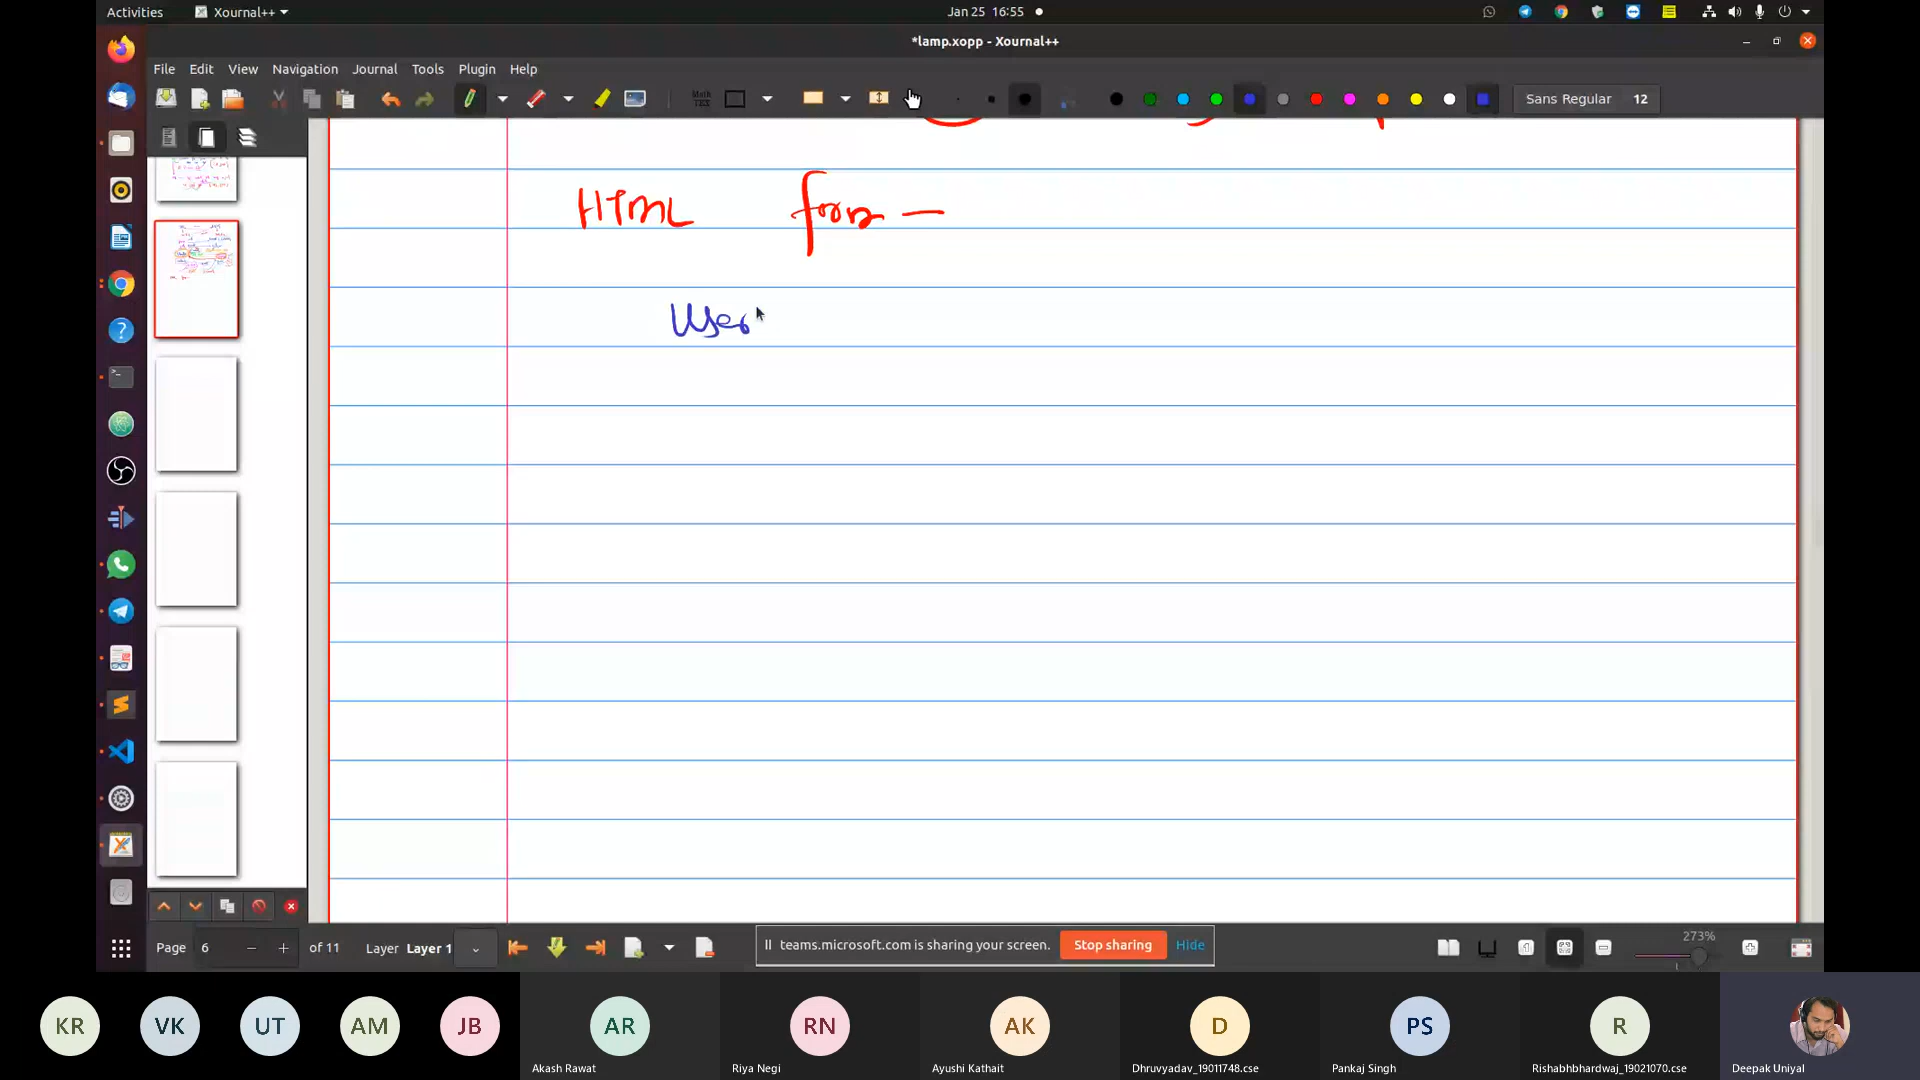 Activities Xournal++ Jan 25 16:55
*lamp.xopp - Xournal++
File Edit View Navigation Journal Tools Plugin Help
Sans Regular 12
HTML form —
User
Page 6 of 11 Layer Layer 1
teams.microsoft.com is sharing your screen. Stop sharing Hide
273%
KR VK UT AM JB AR RN AK D PS R
Akash Rawat Riya Negi Ayushi Kathait Dhruvyadav_19011748.cse Pankaj Singh Rishabhbhardwaj_19021070.cse Deepak Uniyal